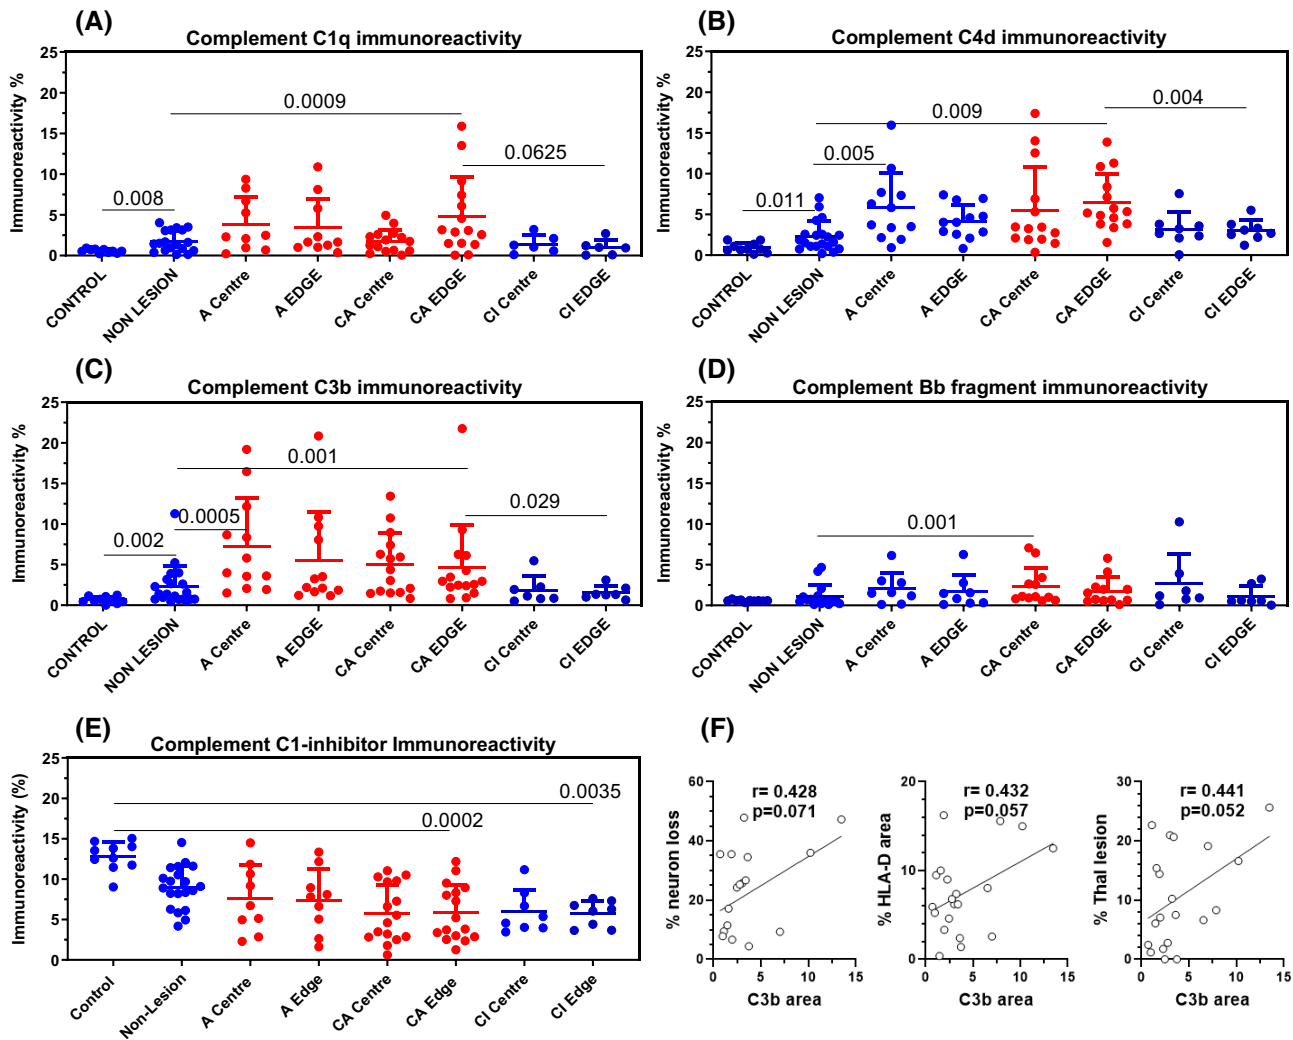 (A)
Complement C1q immunoreactivity
Immunoreactivity %
25
20
15
10
5
0
0.0009
0.0625
0.008
CONTROL
NON LESION
A Centre
A EDGE
CA Centre
CA EDGE
CI Centre
CI EDGE
(B)
Complement C4d immunoreactivity
Immunoreactivity %
25
20
15
10
5
0
0.004
0.009
0.005
0.011
CONTROL
NON LESION
A Centre
A EDGE
CA Centre
CA EDGE
CI Centre
CI EDGE
(C)
Complement C3b immunoreactivity
Immunoreactivity %
25
20
15
10
5
0
0.001
0.029
0.0005
0.002
CONTROL
NON LESION
A Centre
A EDGE
CA Centre
CA EDGE
CI Centre
CI EDGE
(D)
Complement Bb fragment immunoreactivity
Immunoreactivity %
25
20
15
10
5
0
0.001
CONTROL
NON LESION
A Centre
A EDGE
CA Centre
CA EDGE
CI Centre
CI EDGE
(E)
Complement C1-inhibitor Immunoreactivity
Immunoreactivity (%)
25
20
15
10
5
0
0.0035
0.0002
Control
Non-Lesion
A Centre
A Edge
CA Centre
CA Edge
CI Centre
CI Edge
(F)
% neuron loss
60
40
20
0
r= 0.428
p=0.071
0 5 10 15
C3b area
% HLA-D area
20
10
0
r= 0.432
p=0.057
0 5 10 15
C3b area
% Thal lesion
30
20
10
0
r= 0.441
p=0.052
0 5 10 15
C3b area